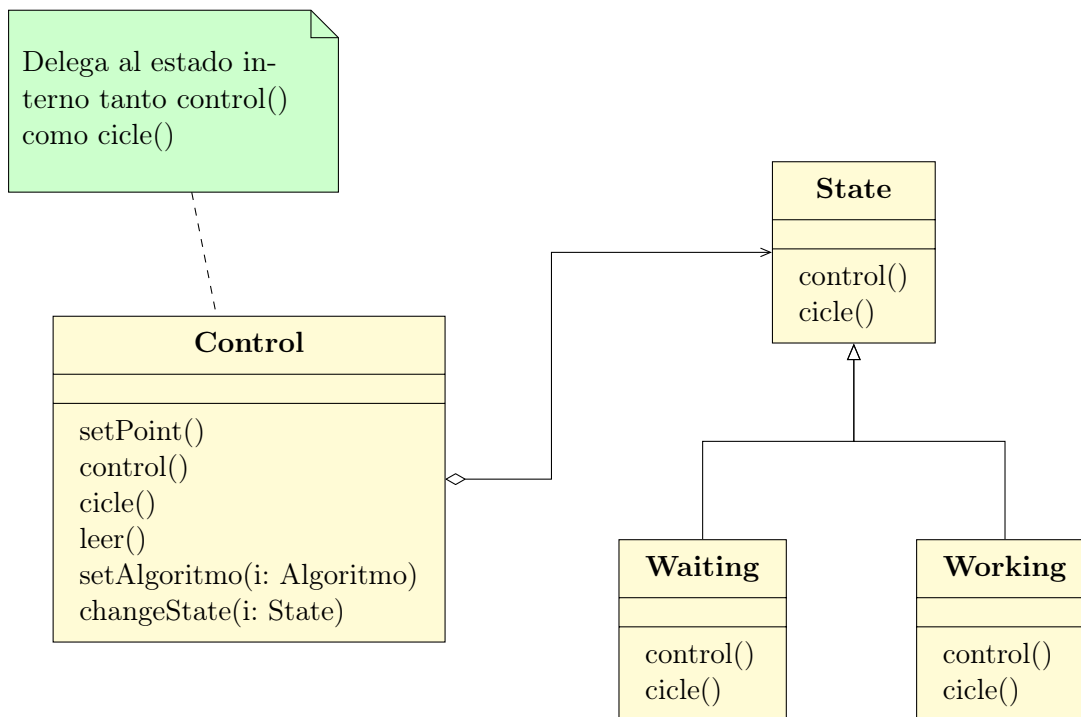 Delega al estado in-
terno tanto control()
como cicle()
State
control()
cicle()
Control
setPoint()
control()
cicle()
leer()
setAlgoritmo(i: Algoritmo)
changeState(i: State)
Waiting
control()
cicle()
Working
control()
cicle()